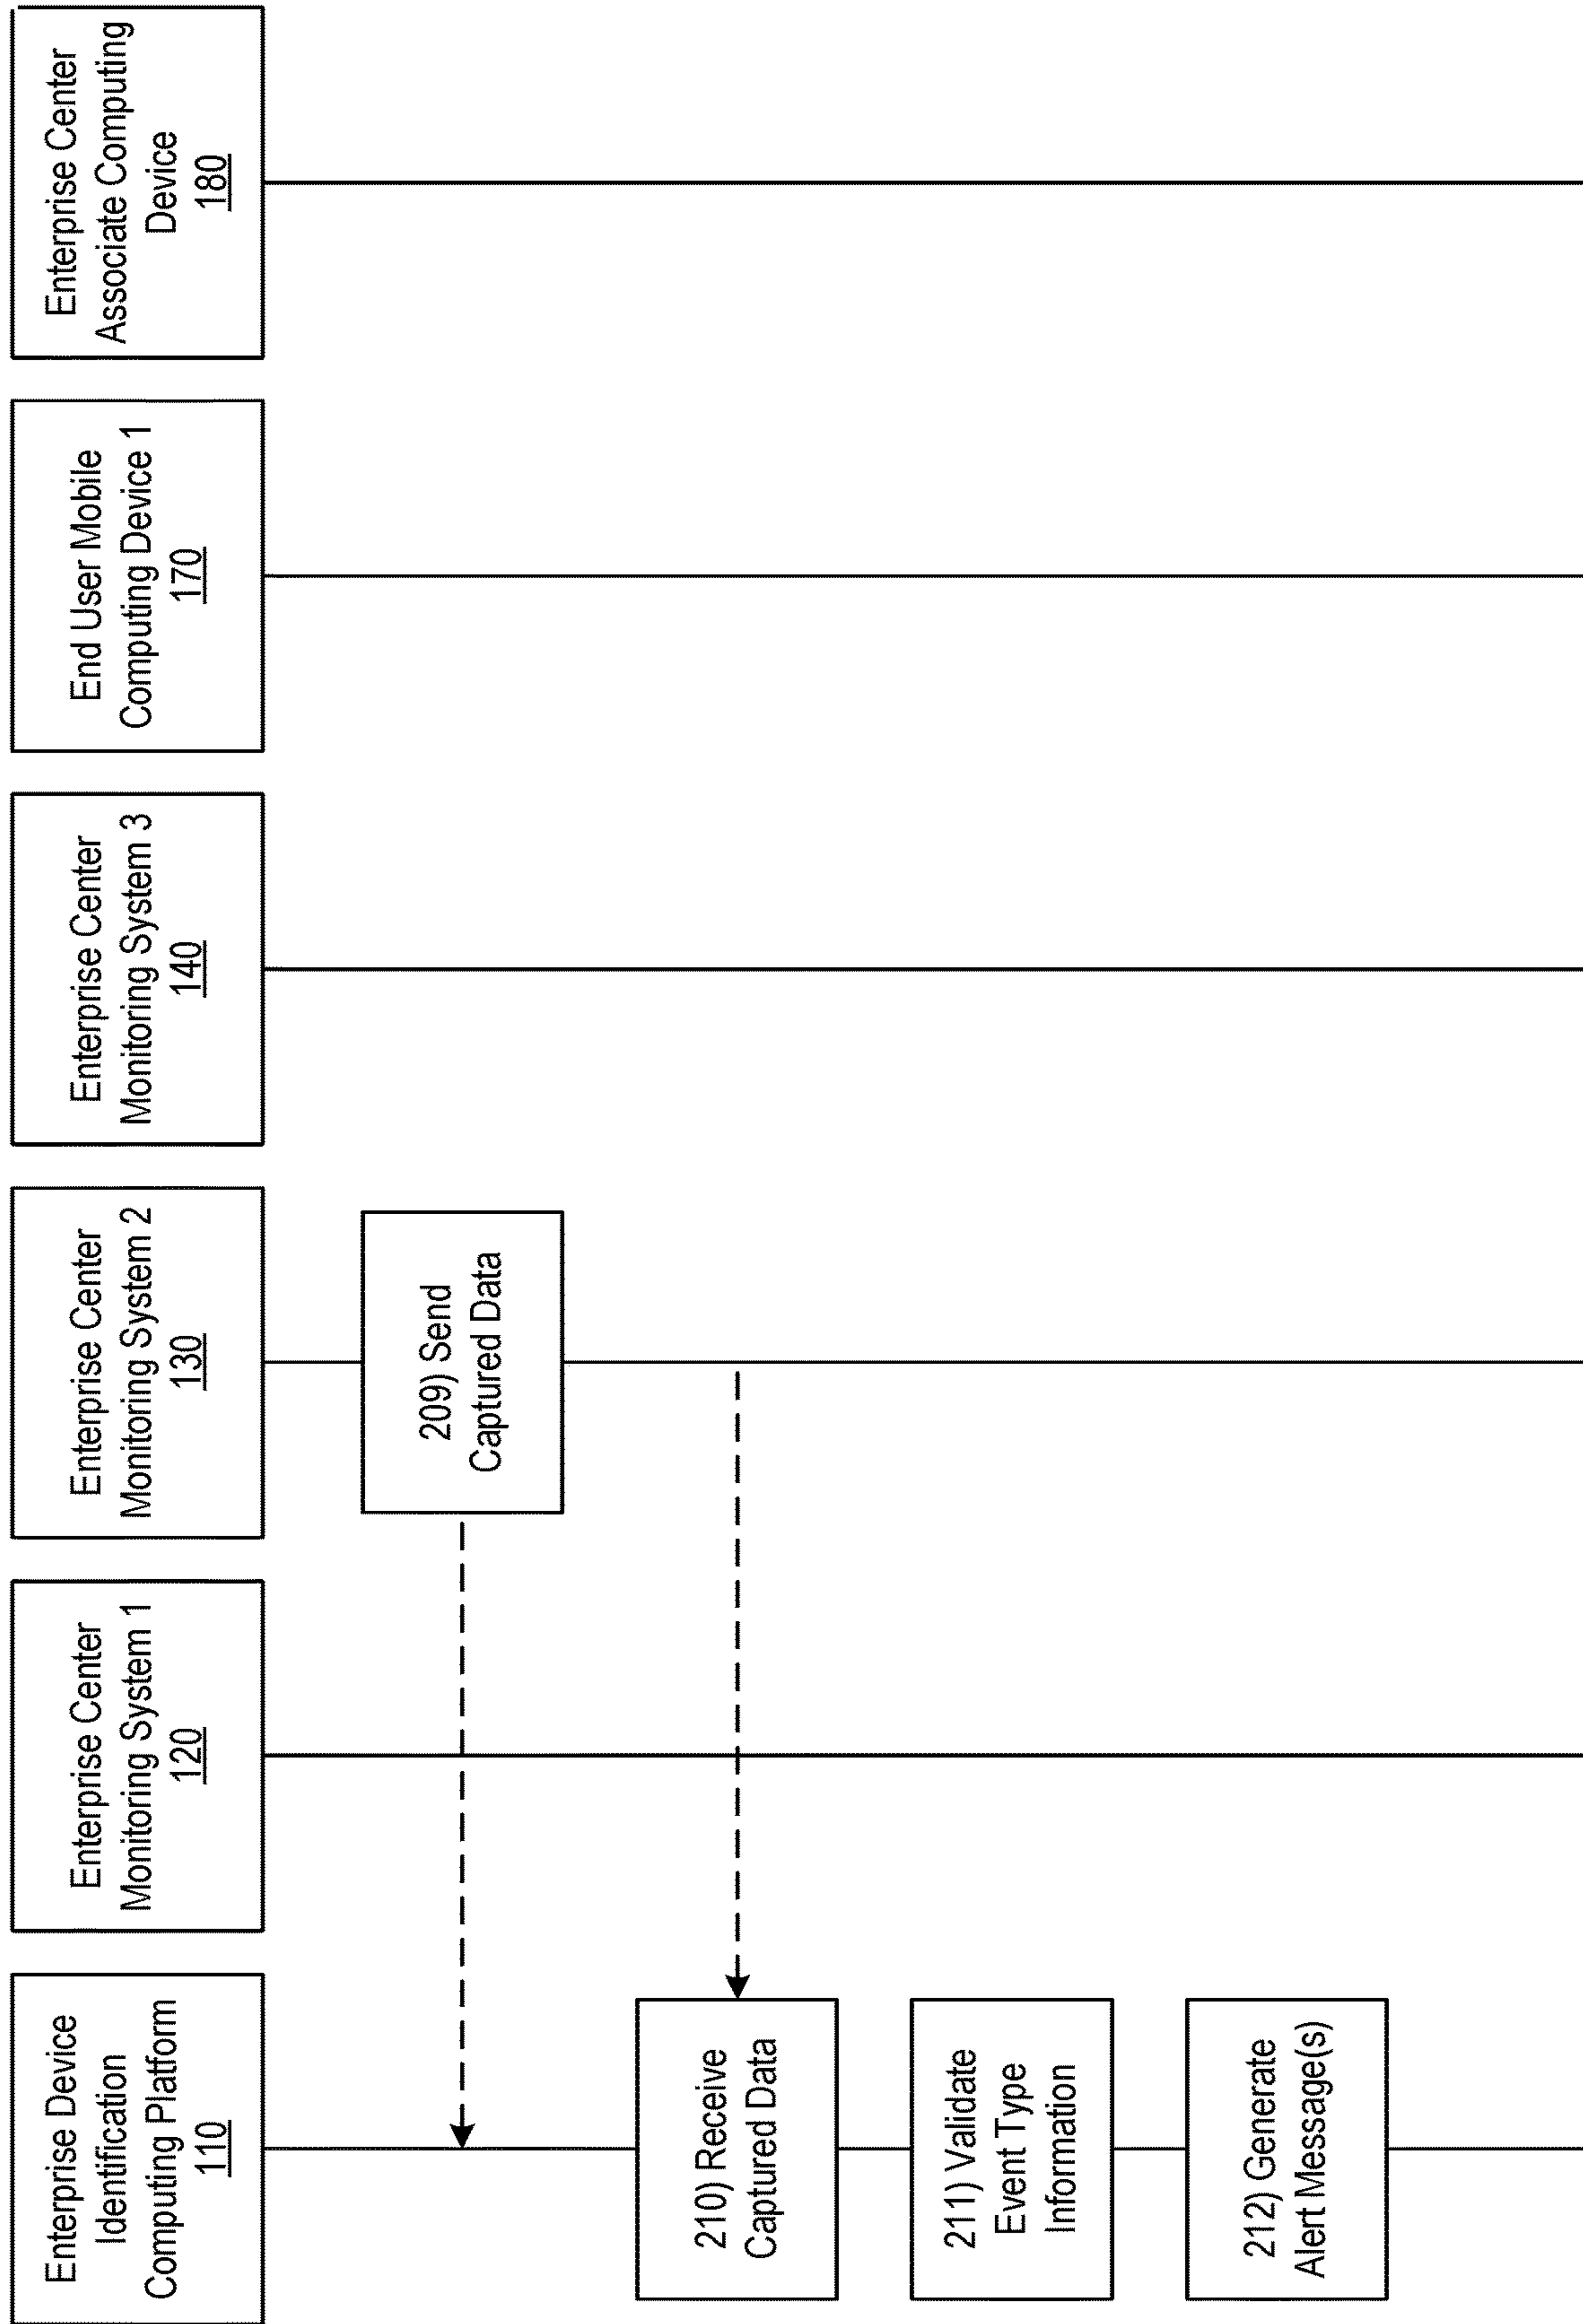 Enterprise Device
Identification
Computing Platform
110
Enterprise Center
Monitoring System 1
120
Enterprise Center
Monitoring System 2
130
Enterprise Center
Monitoring System 3
140
End User Mobile
Computing Device 1
170
Enterprise Center
Associate Computing
Device
180
209) Send
Captured Data
210) Receive
Captured Data
211) Validate
Event Type
Information
212) Generate
Alert Message(s)